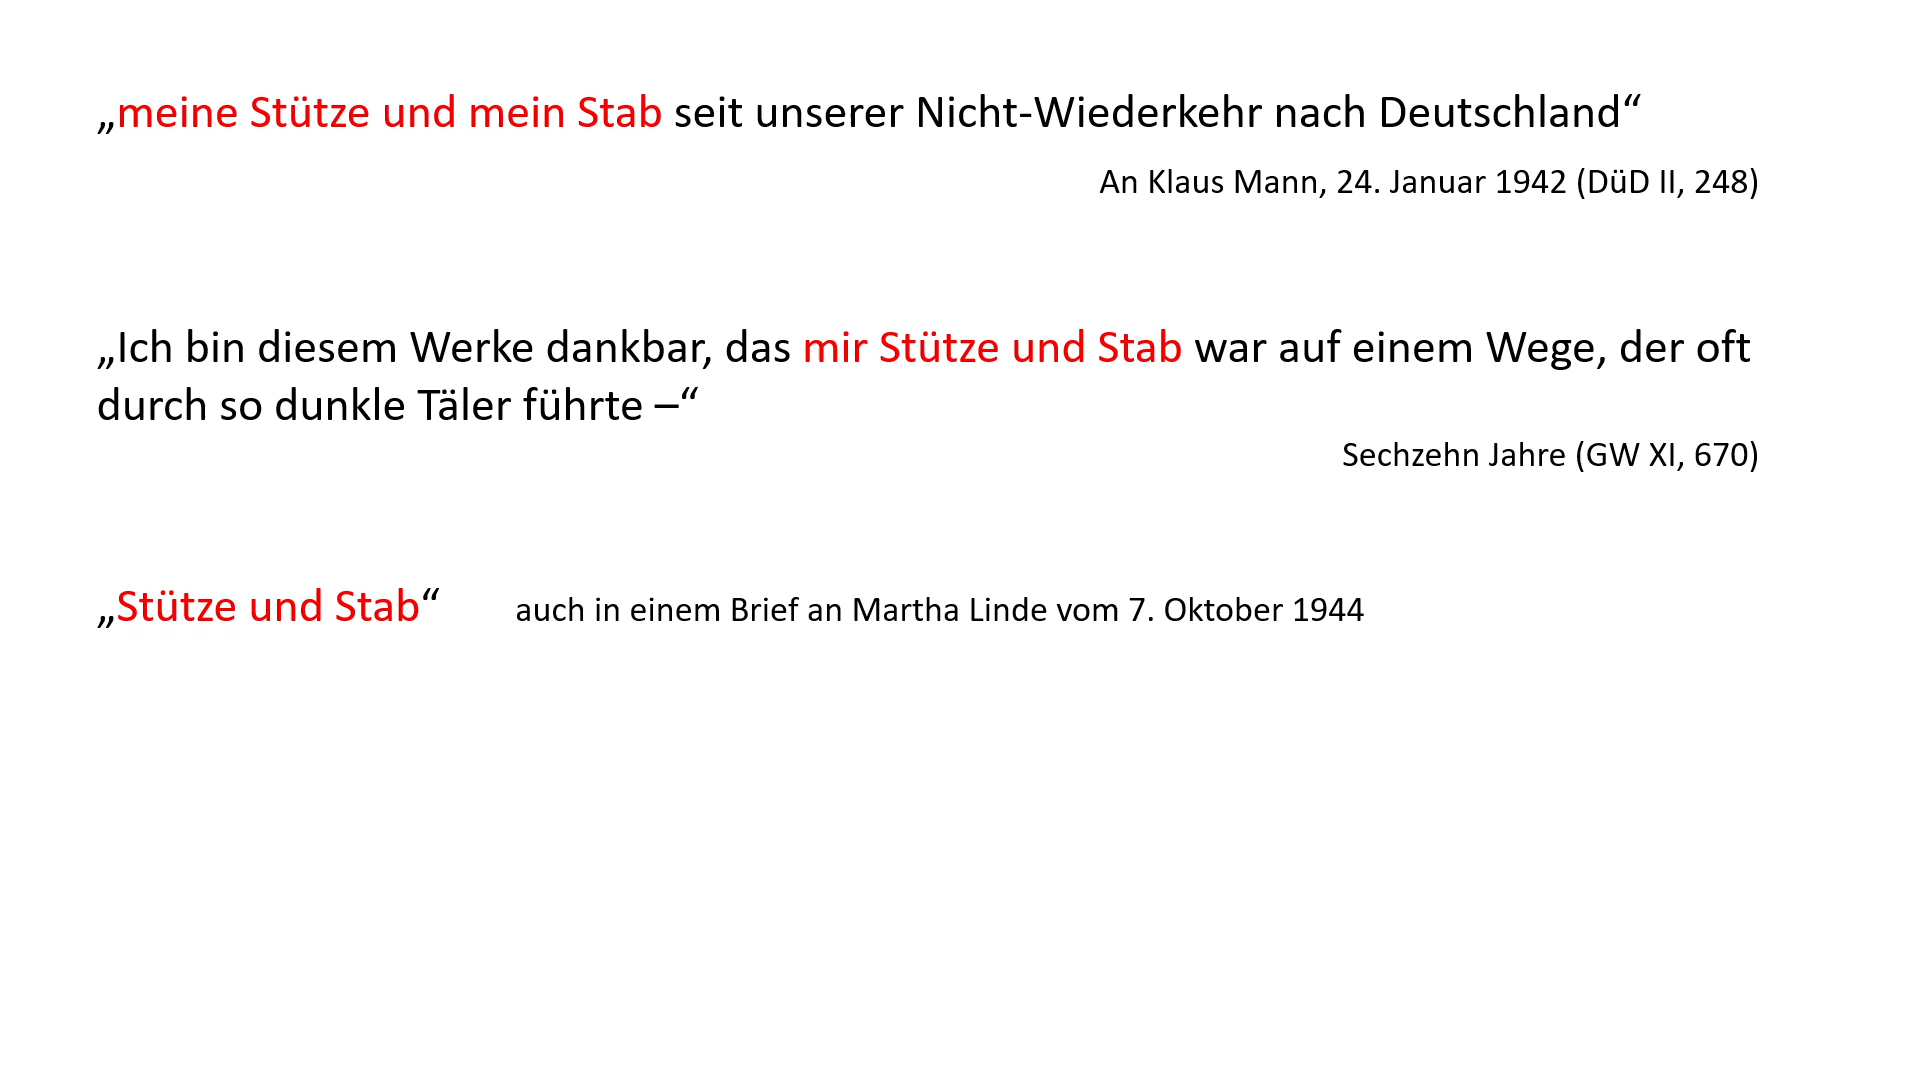 „meine Stütze und mein Stab seit unserer Nicht-Wiederkehr nach Deutschland“
An Klaus Mann, 24. Januar 1942 (DüD II, 248)
„Ich bin diesem Werke dankbar, das mir Stütze und Stab war auf einem Wege, der oft
durch so dunkle Täler führte –“
Sechzehn Jahre (GW XI, 670)
„Stütze und Stab“ auch in einem Brief an Martha Linde vom 7. Oktober 1944